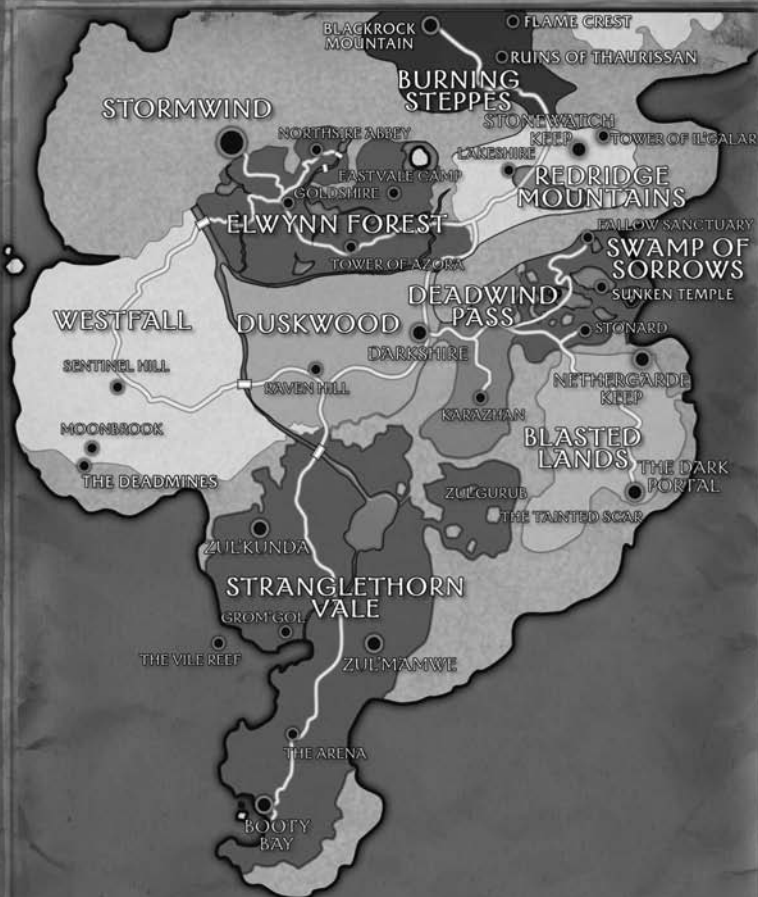 BLACKROCK
MOUNTAIN
FLAME CREST
RUINS OF THAURISSAN
BURNING
STEPPES
STORMWIND
NORTHSIRE ABBEY
STONEWATCH
KEEP
TOWER OF IL'GALAR
LAKESHIRE
EASTVALE CAMP
GOLDSHIRE
REDRIDGE
MOUNTAINS
ELWYNN FOREST
FALLOW SANCTUARY
TOWER OF AZORA
SWAMP OF
SORROWS
DEADWIND
PASS
SUNKEN TEMPLE
WESTFALL
DUSKWOOD
STONARD
DARKSHIRE
SENTINEL HILL
RAVEN HILL
NETHERGARDE
KEEP
KARAZHAN
MOONBROOK
BLASTED
LANDS
THE DEADMINES
THE DARK
PORTAL
ZULGURUB
THE TAINTED SCAR
ZUL'KUNDA
STRANGLETHORN
VALE
GROM'GOL
THE VILE REEF
ZUL'MAMWE
THE ARENA
BOOTY
BAY